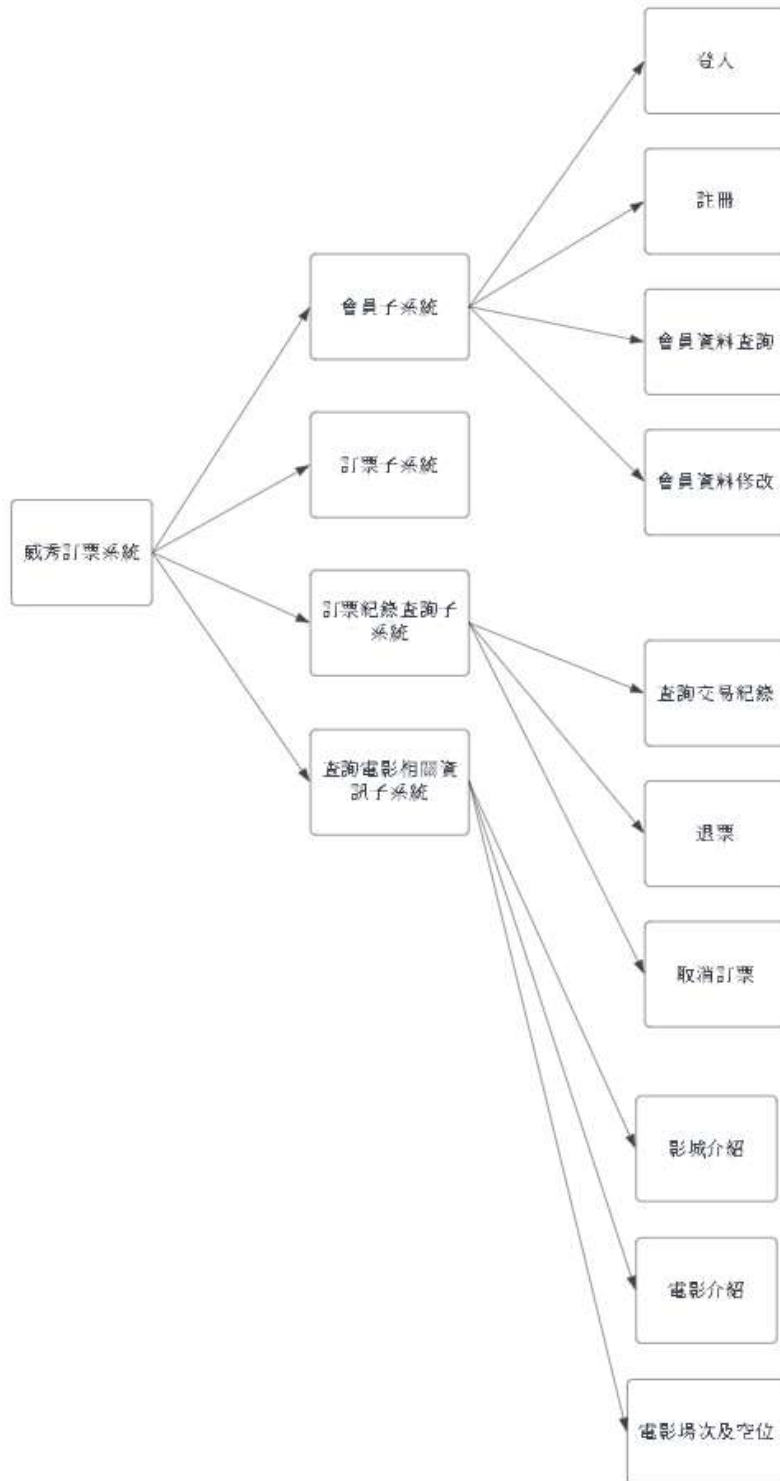 登入
註冊
會員子系統
會員資料查詢
訂票子系統
會員資料修改
威秀訂票系統
訂票紀錄查詢子
系統
查詢交易紀錄
查詢電影相關資
訊子系統
退票
取消訂票
影城介紹
電影介紹
電影場次及空位